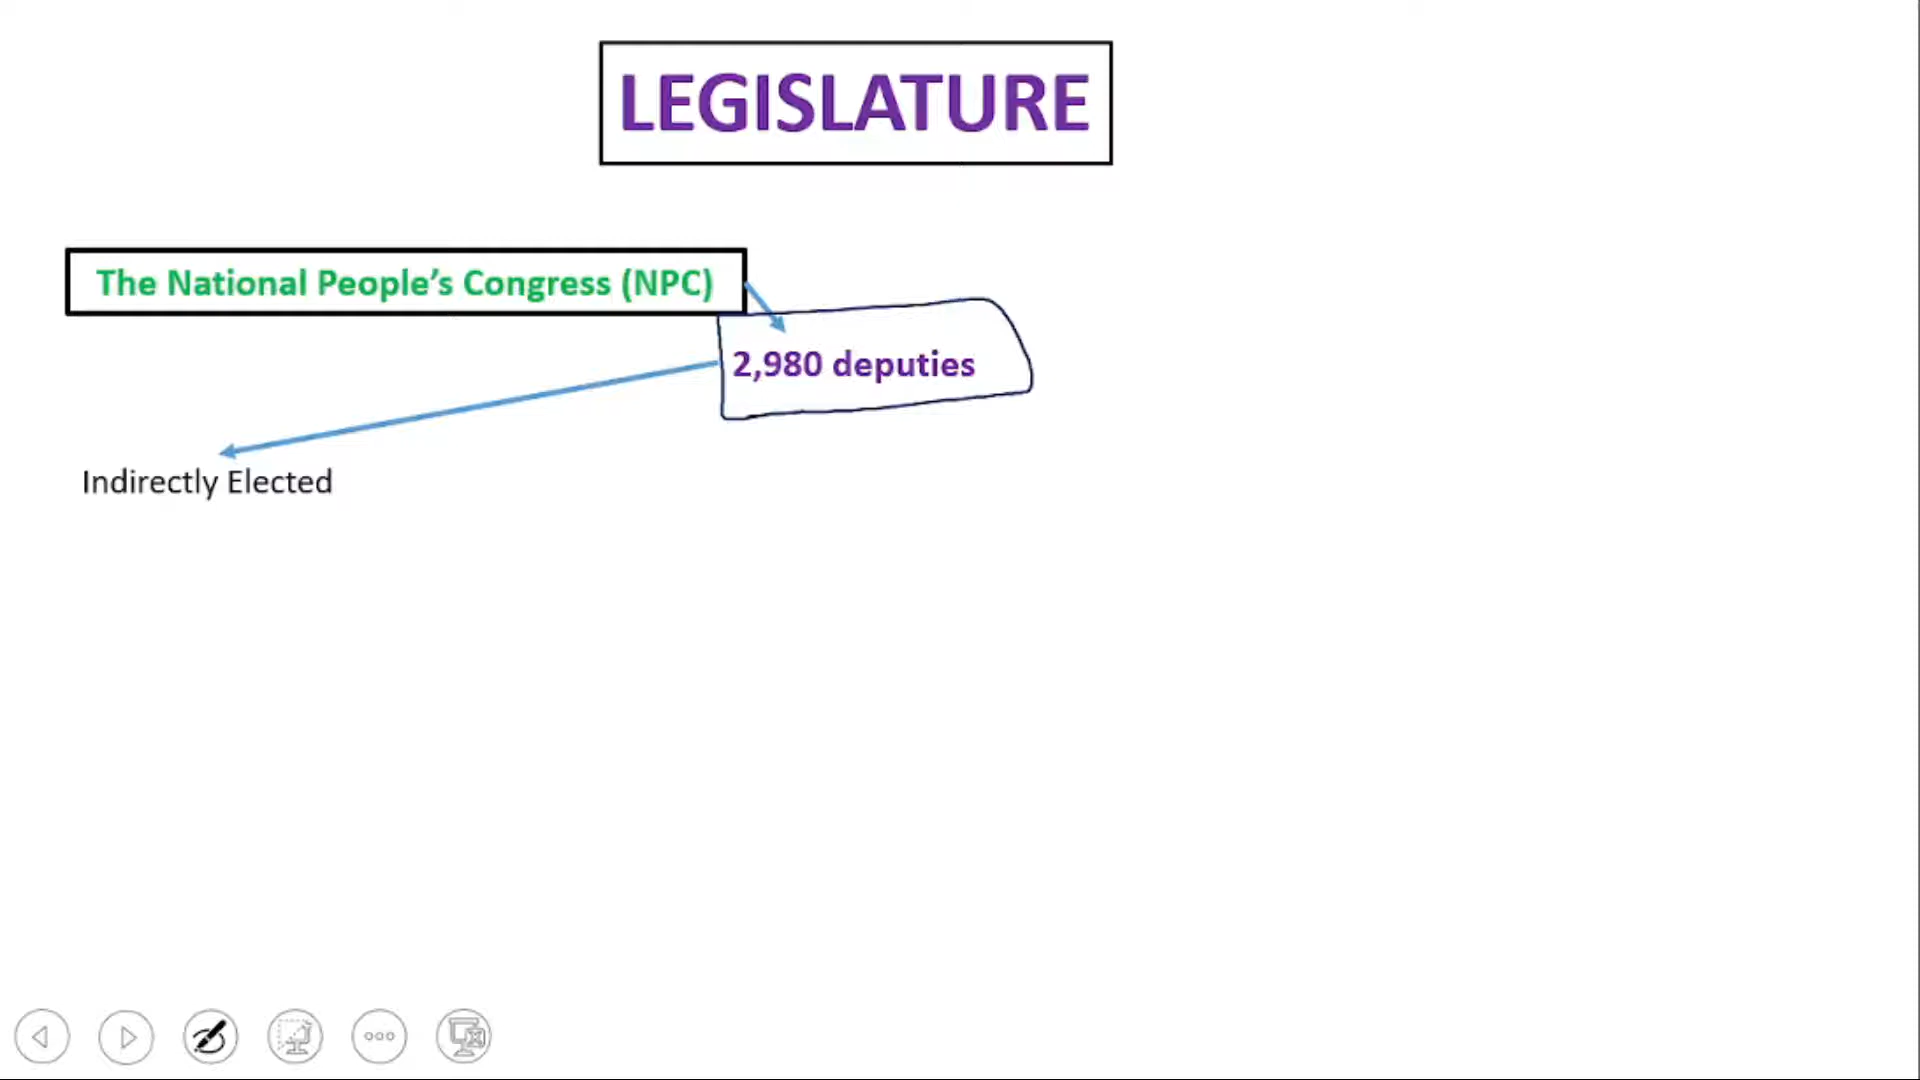 LEGISLATURE
The National People’s Congress (NPC)
2,980 deputies
Indirectly Elected